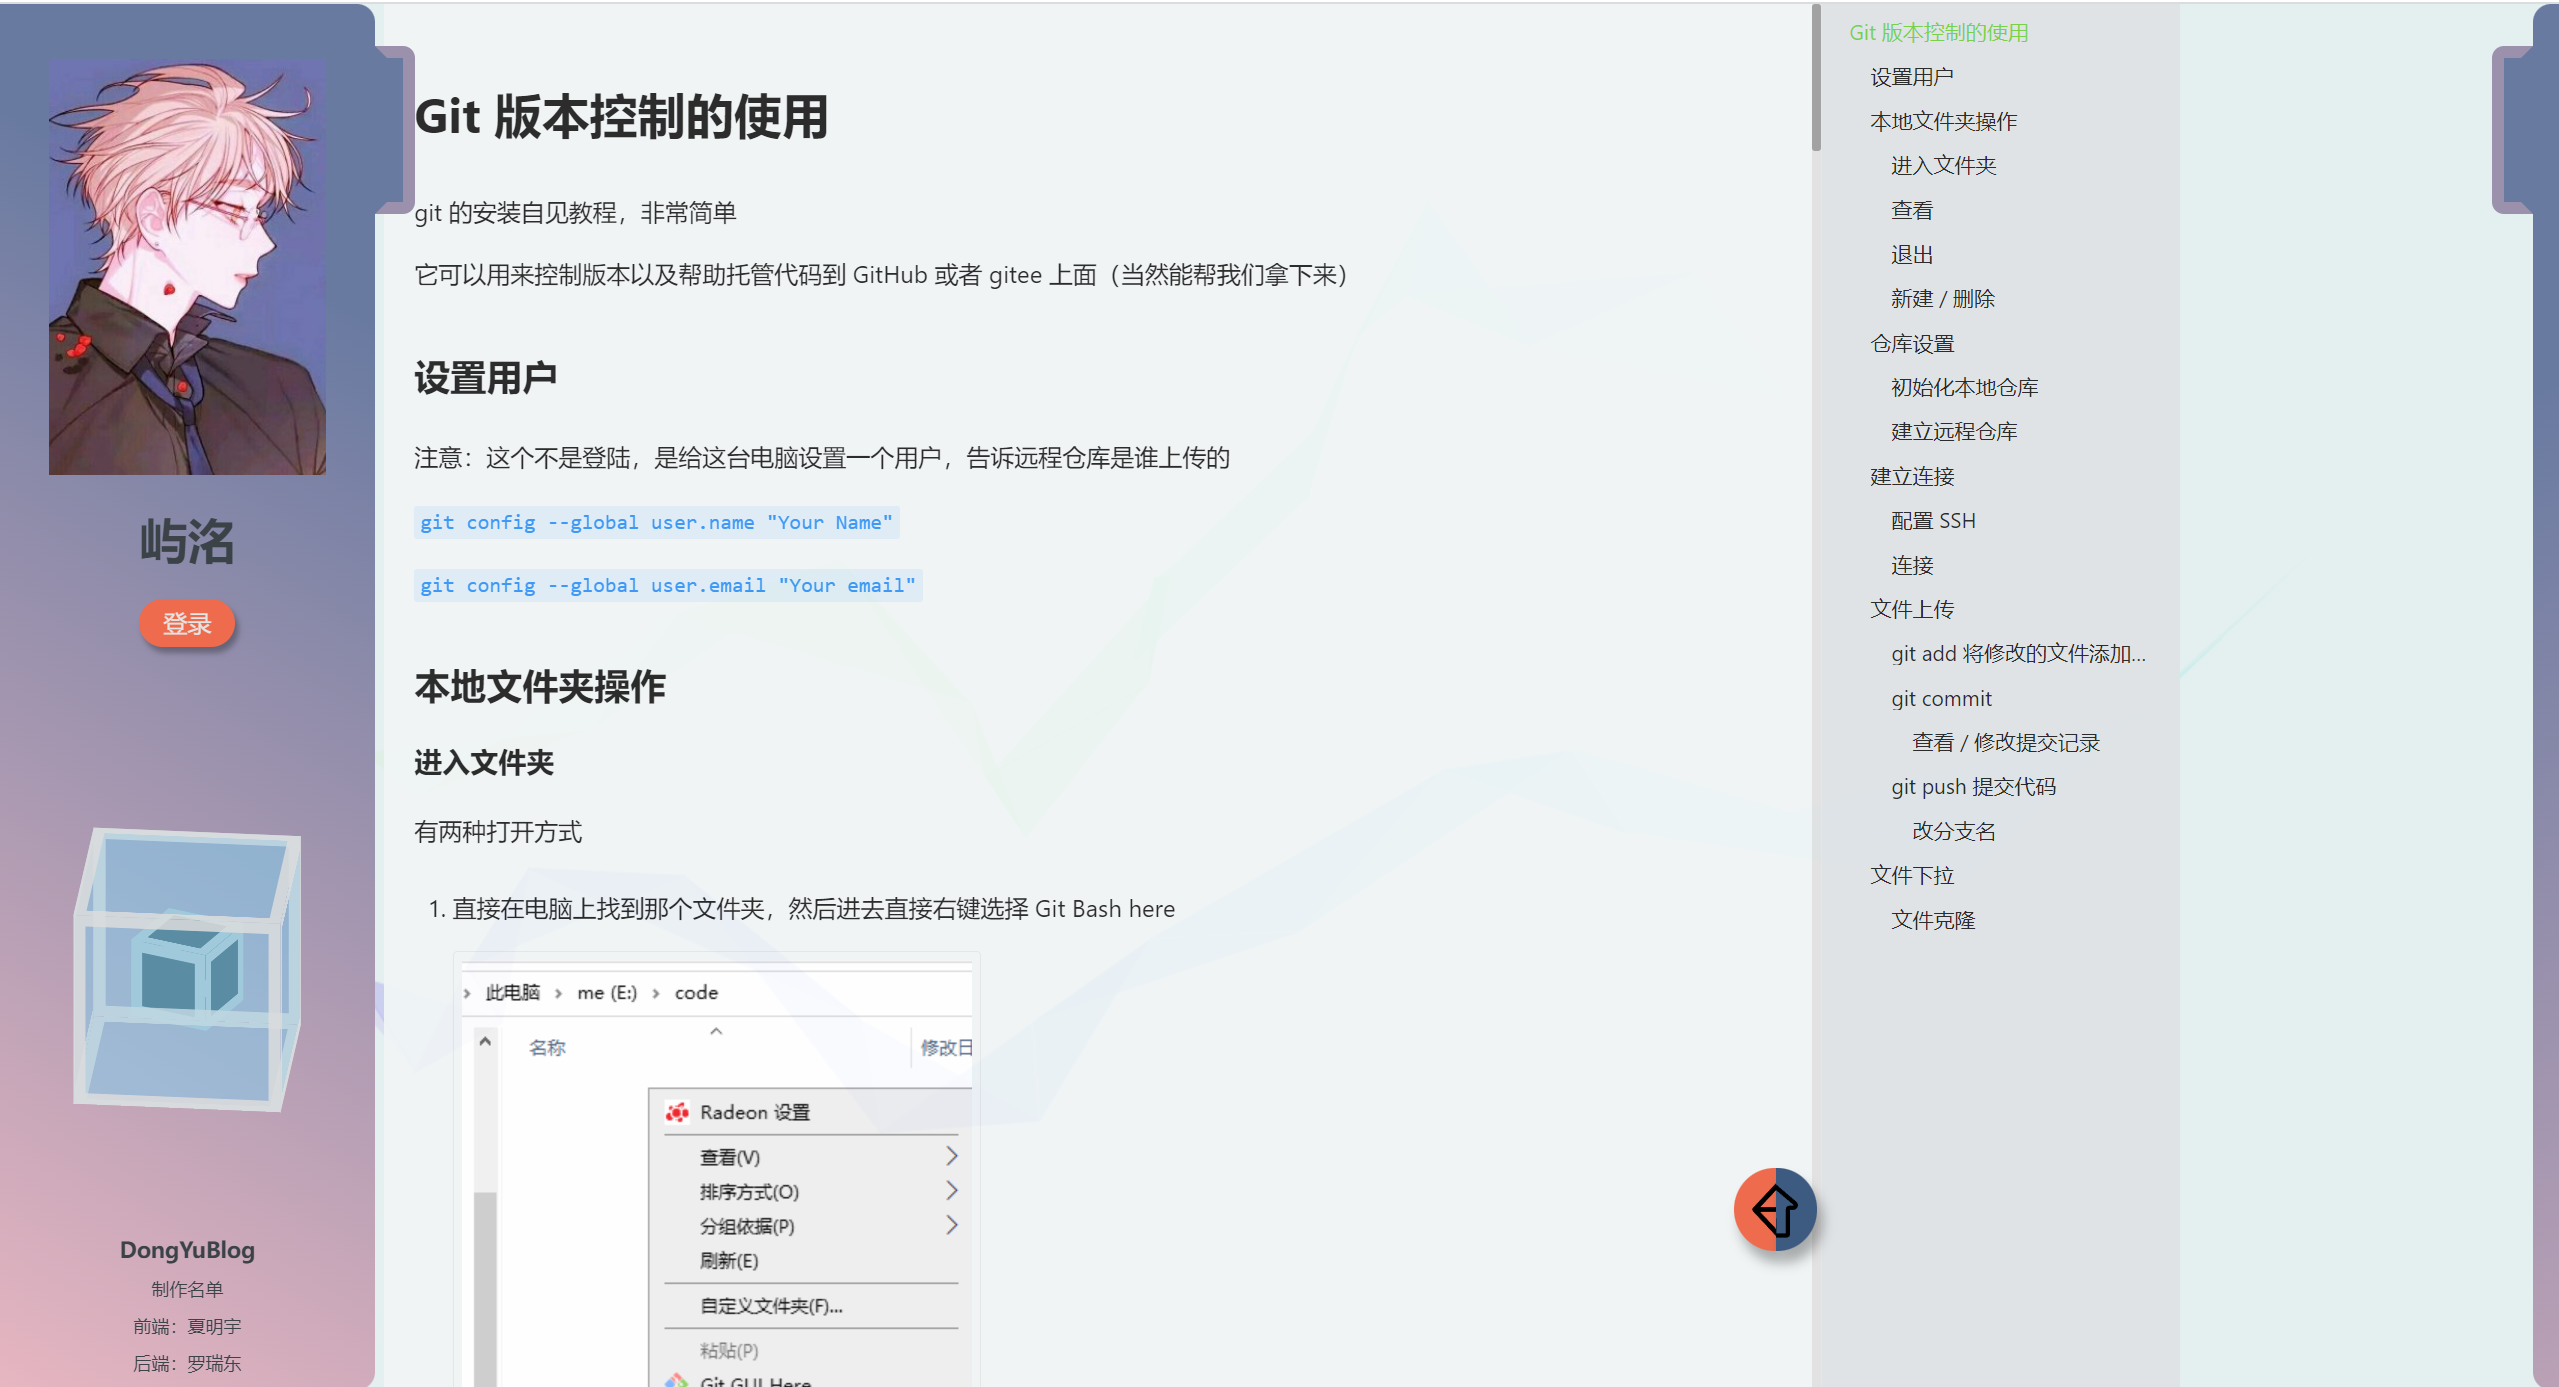 屿洺
登录
DongYuBlog
制作名单
前端：夏明宇
后端：罗瑞东
Git 版本控制的使用
git 的安装自见教程，非常简单
它可以用来控制版本以及帮助托管代码到 GitHub 或者 gitee 上面（当然能帮我们拿下来）
设置用户
注意：这个不是登陆，是给这台电脑设置一个用户，告诉远程仓库是谁上传的
git config --global user.name "Your Name"
git config --global user.email "Your email"
本地文件夹操作
进入文件夹
有两种打开方式
1. 直接在电脑上找到那个文件夹，然后进去直接右键选择 Git Bash here
此电脑 > me (E:) > code
名称 修改日
Radeon 设置
查看(V)
排序方式(O)
分组依据(P)
刷新(E)
自定义文件夹(F)...
粘贴(P)
Git GUI Here
Git 版本控制的使用
设置用户
本地文件夹操作
进入文件夹
查看
退出
新建 / 删除
仓库设置
初始化本地仓库
建立远程仓库
建立连接
配置 SSH
连接
文件上传
git add 将修改的文件添加...
git commit
查看 / 修改提交记录
git push 提交代码
改分支名
文件下拉
文件克隆